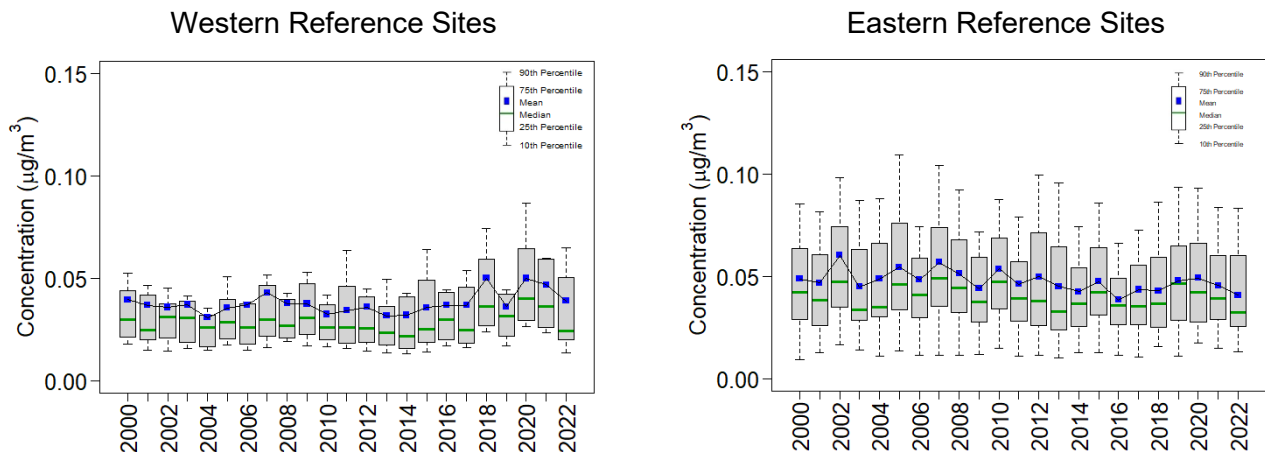 Western Reference Sites
Concentration (µg/m³)
0.15
0.10
0.05
0.00
90th Percentile
75th Percentile
Mean
Median
25th Percentile
10th Percentile
2000
2002
2004
2006
2008
2010
2012
2014
2016
2018
2020
2022
Eastern Reference Sites
Concentration (µg/m³)
0.15
0.10
0.05
0.00
90th Percentile
75th Percentile
Mean
Median
25th Percentile
10th Percentile
2000
2002
2004
2006
2008
2010
2012
2014
2016
2018
2020
2022